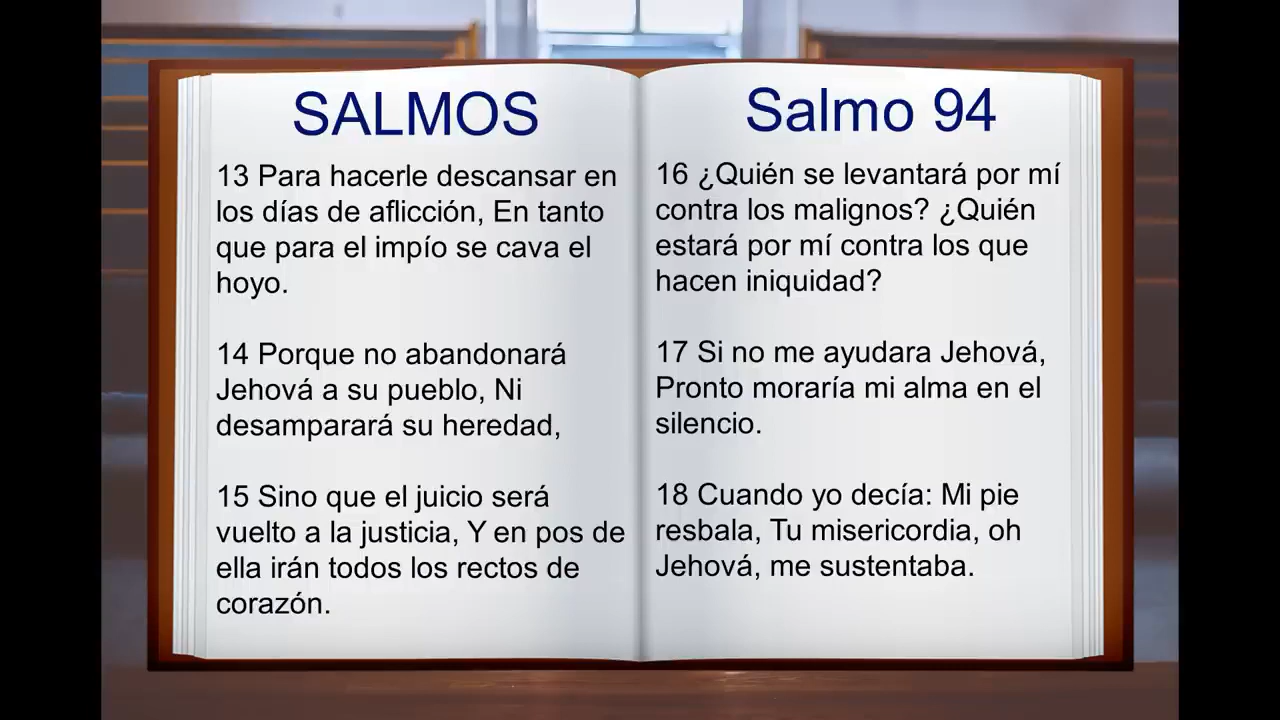 SALMOS
13 Para hacerle descansar en
los días de aflicción, En tanto
que para el impío se cava el
hoyo.
14 Porque no abandonará
Jehová a su pueblo, Ni
desamparará su heredad,
15 Sino que el juicio será
vuelto a la justicia, Y en pos de
ella irán todos los rectos de
corazón.
Salmo 94
16 ¿Quién se levantará por mí
contra los malignos? ¿Quién
estará por mí contra los que
hacen iniquidad?
17 Si no me ayudara Jehová,
Pronto moraría mi alma en el
silencio.
18 Cuando yo decía: Mi pie
resbala, Tu misericordia, oh
Jehová, me sustentaba.